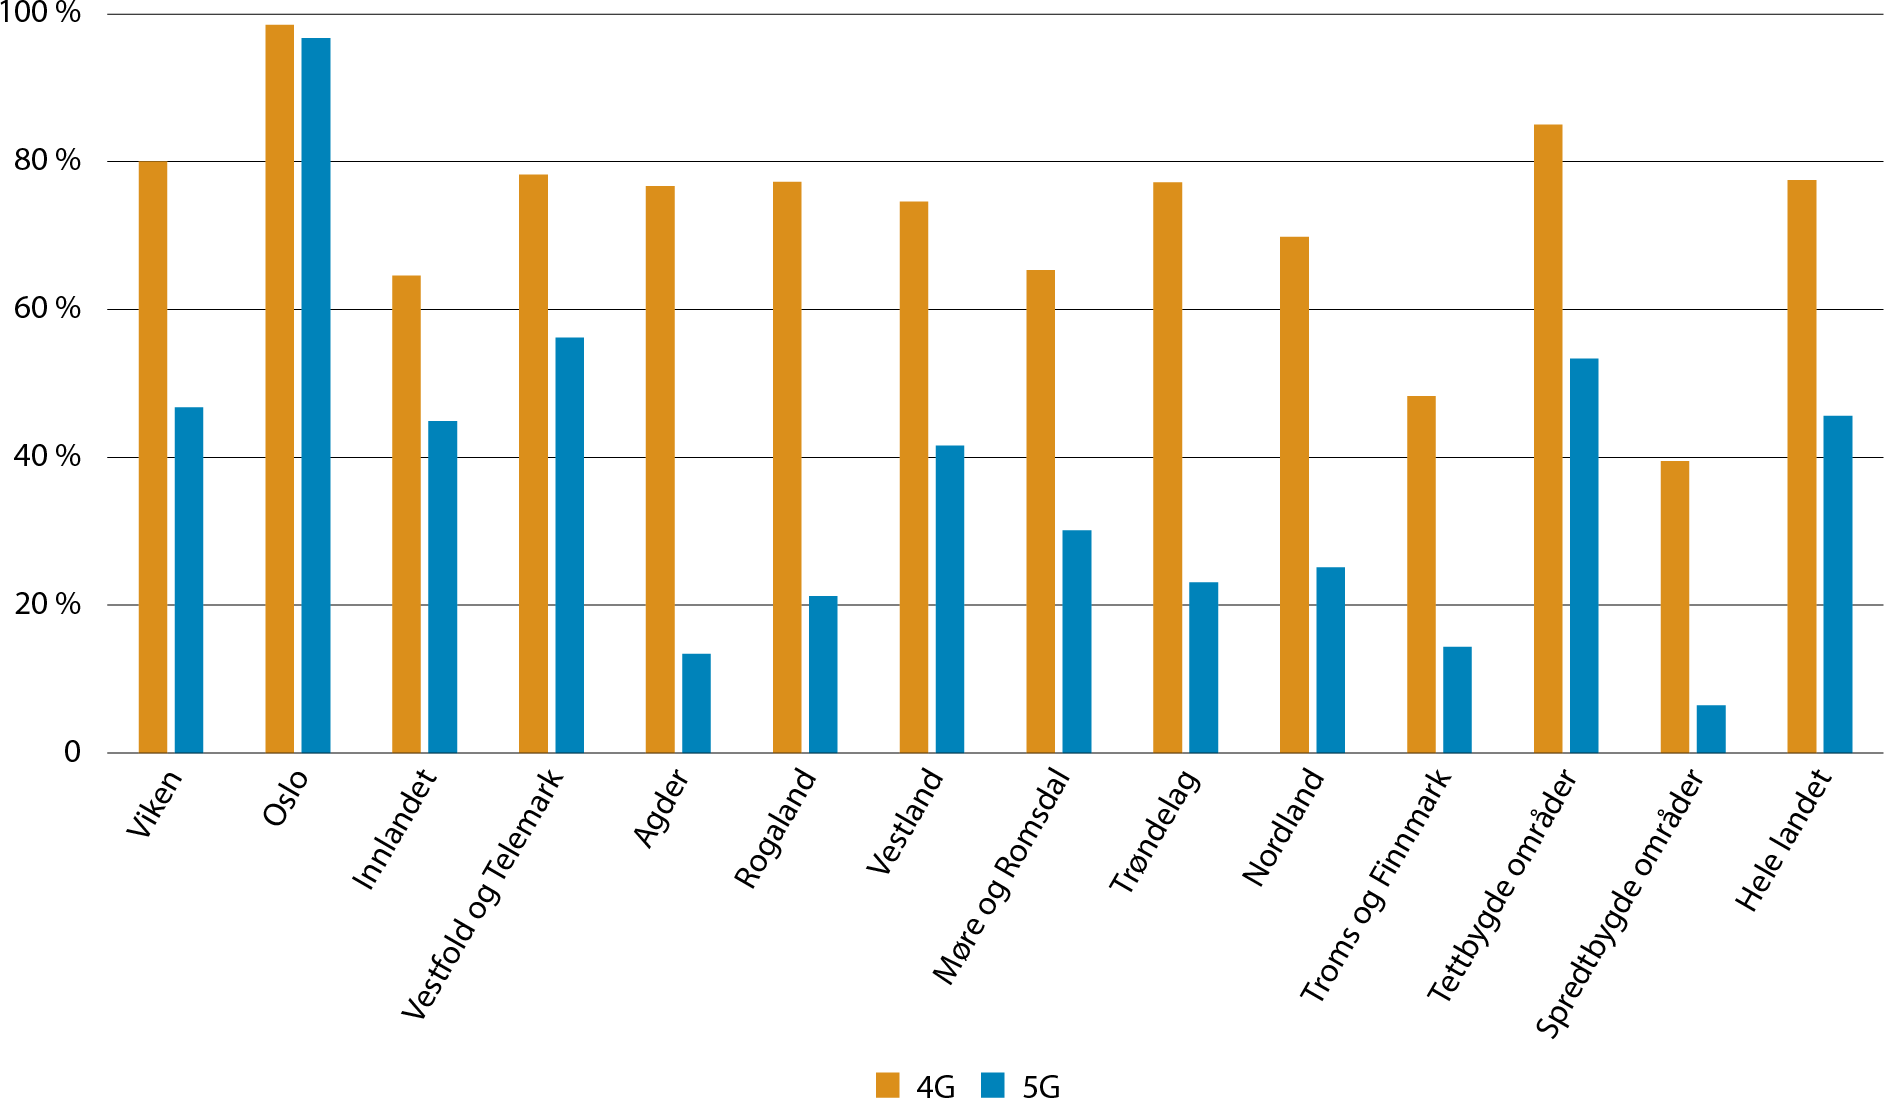 100 %
80 %
60 %
40 %
20 %
0
Viken
Oslo
Innlandet
Vestfold og Telemark
Agder
Rogaland
Vestland
Møre og Romsdal
Trøndelag
Nordland
Troms og Finnmark
Tettbygde områder
Spredtbygde områder
Hele landet
4G 5G